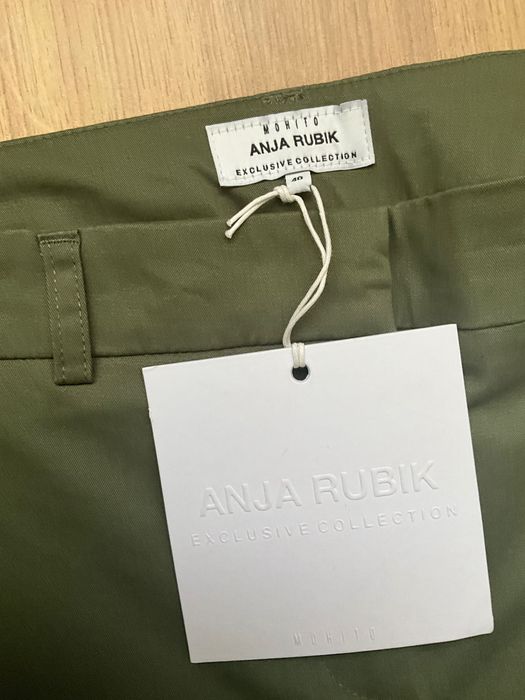 MOHITO
ANJA RUBIK
EXCLUSIVE COLLECTION
40
ANJA RUBIK
EXCLUSIVE COLLECTION
MOHITO